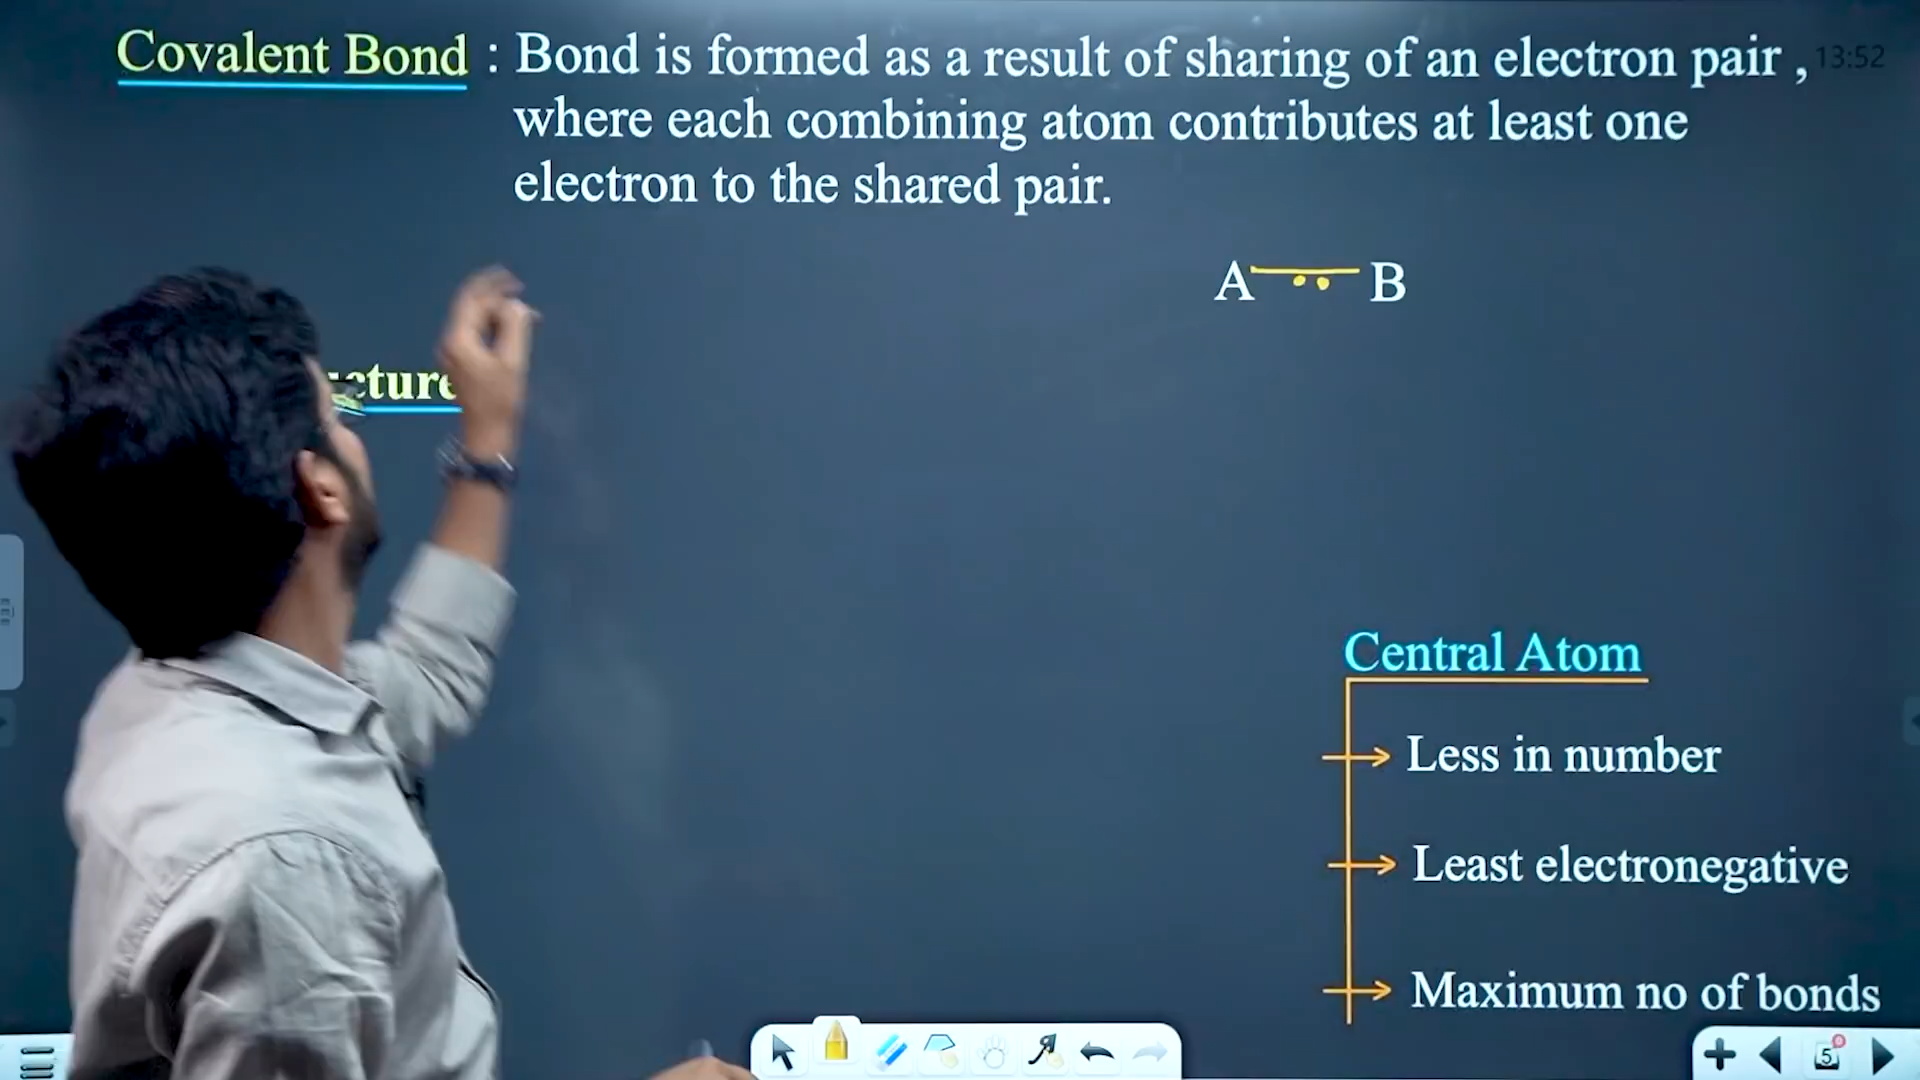 Covalent Bond : Bond is formed as a result of sharing of an electron pair ,
13:52
where each combining atom contributes at least one
electron to the shared pair.
A B
Central Atom
Less in number
Least electronegative
Maximum no of bonds
5